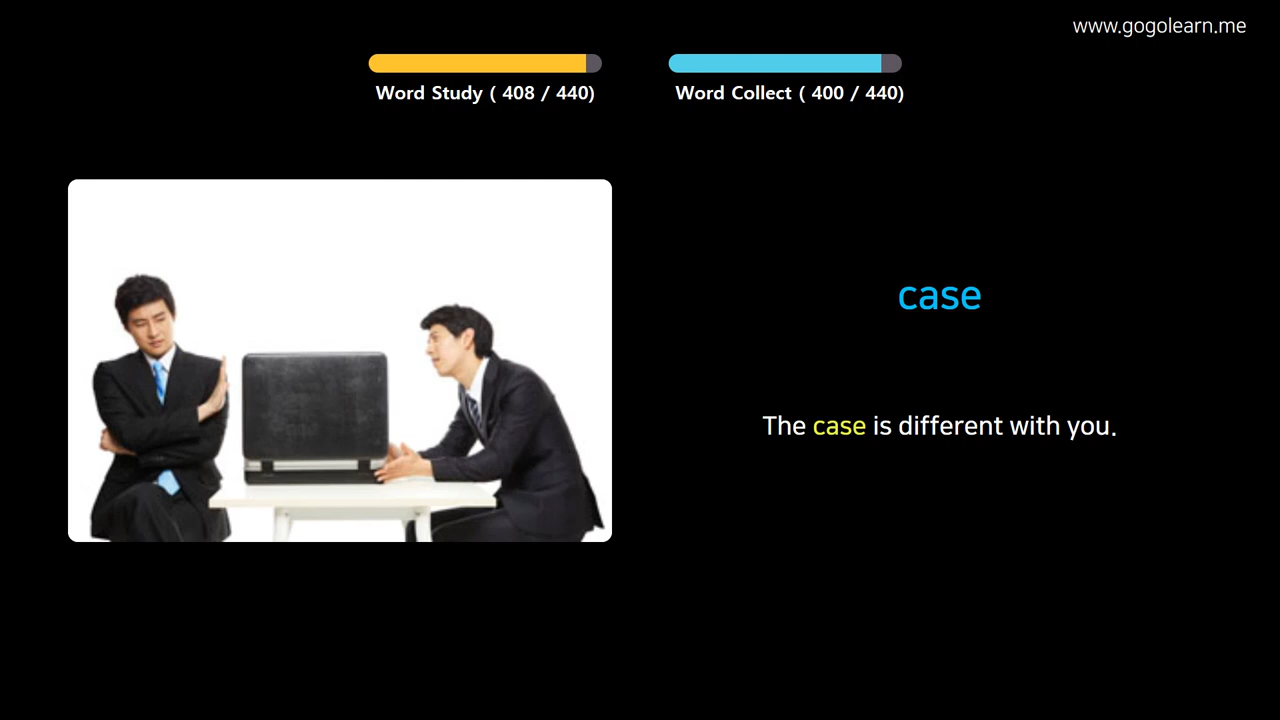 www.gogolearn.me
Word Study ( 408 / 440)
Word Collect ( 400 / 440)
case
The case is different with you.